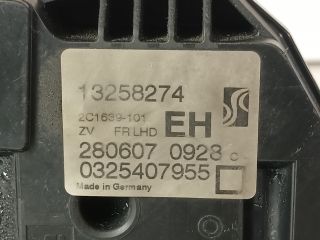 13258274
2C1639-101
ZV FR LHD EH
280607 0928 C
0325407955
Made in Germany